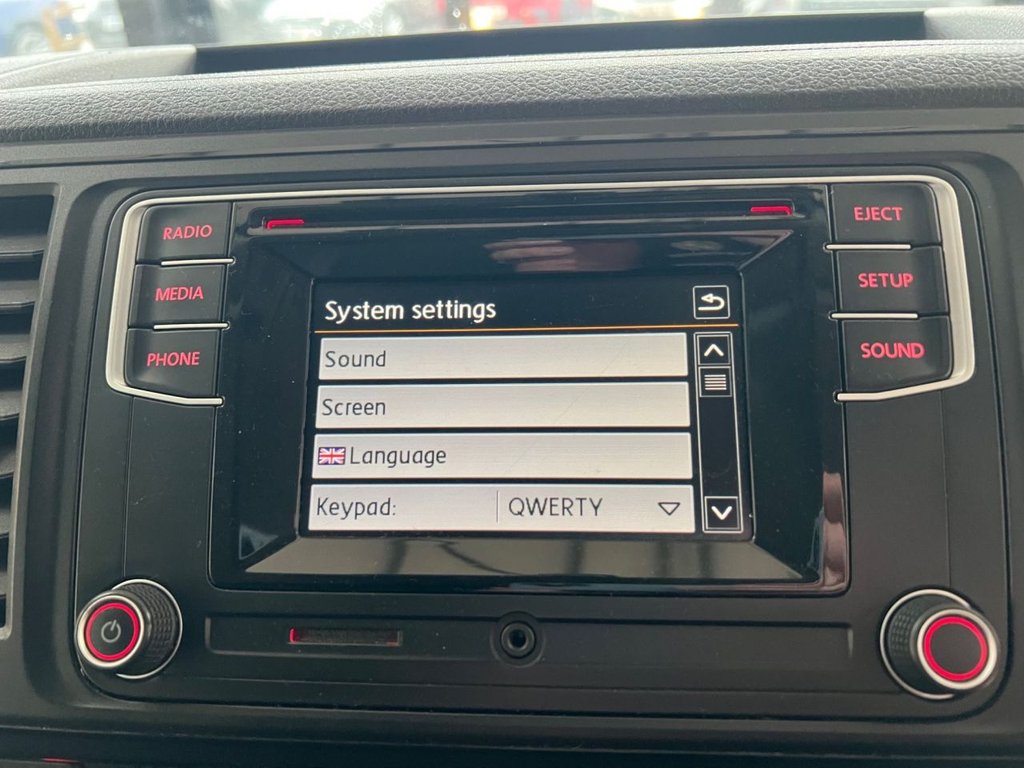 RADIO
MEDIA
PHONE
System settings
Sound
Screen
Language
Keypad: QWERTY
EJECT
SETUP
SOUND